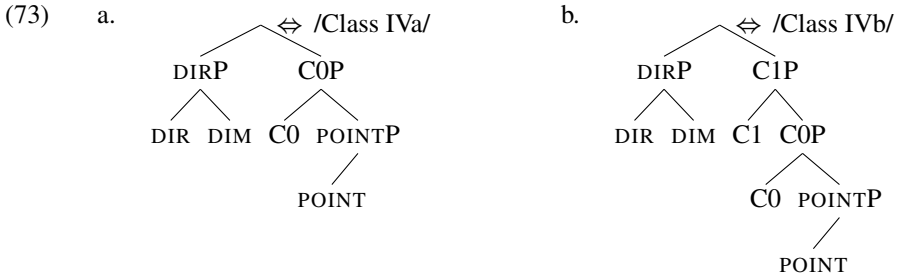 (73) a. ⇔ /Class IVa/ b. ⇔ /Class IVb/
DIRP C0P DIRP C1P
DIR DIM C0 POINTP DIR DIM C1 C0P
POINT C0 POINTP
POINT